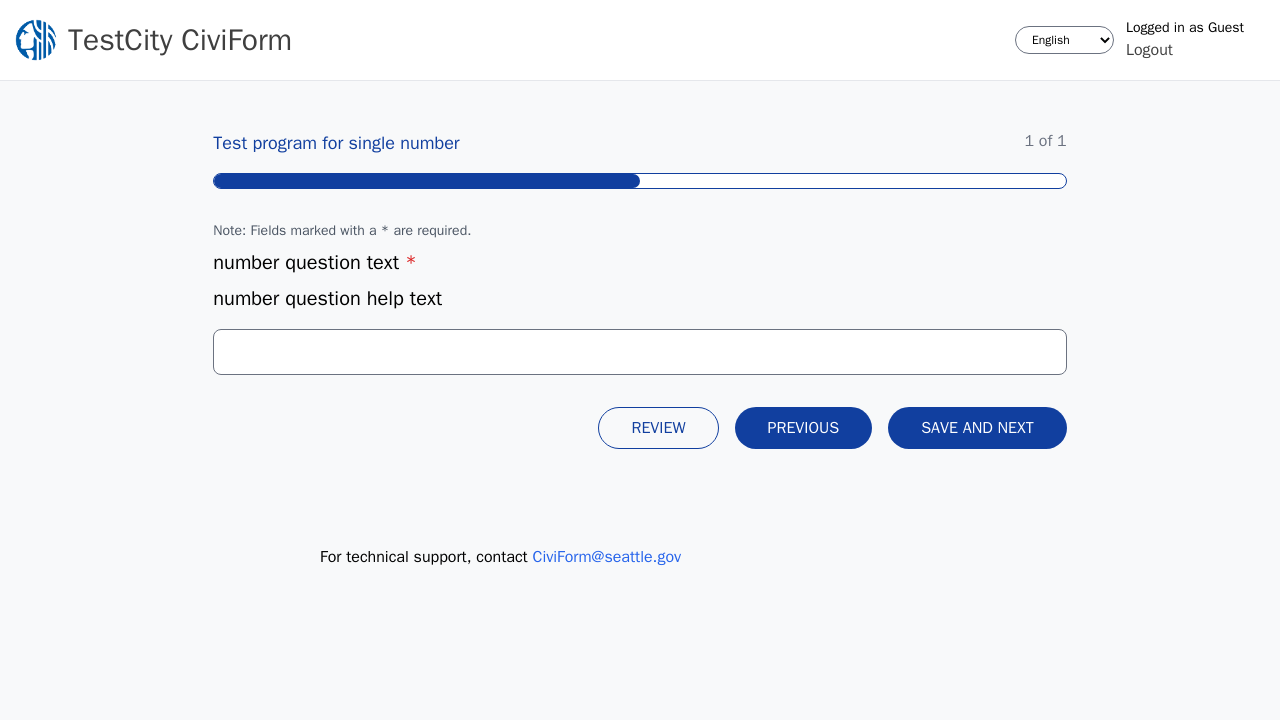 TestCity CiviForm
English
Logged in as Guest
Logout
Test program for single number
1 of 1
Note: Fields marked with a * are required.
number question text *
number question help text
REVIEW
PREVIOUS
SAVE AND NEXT
For technical support, contact CiviForm@seattle.gov